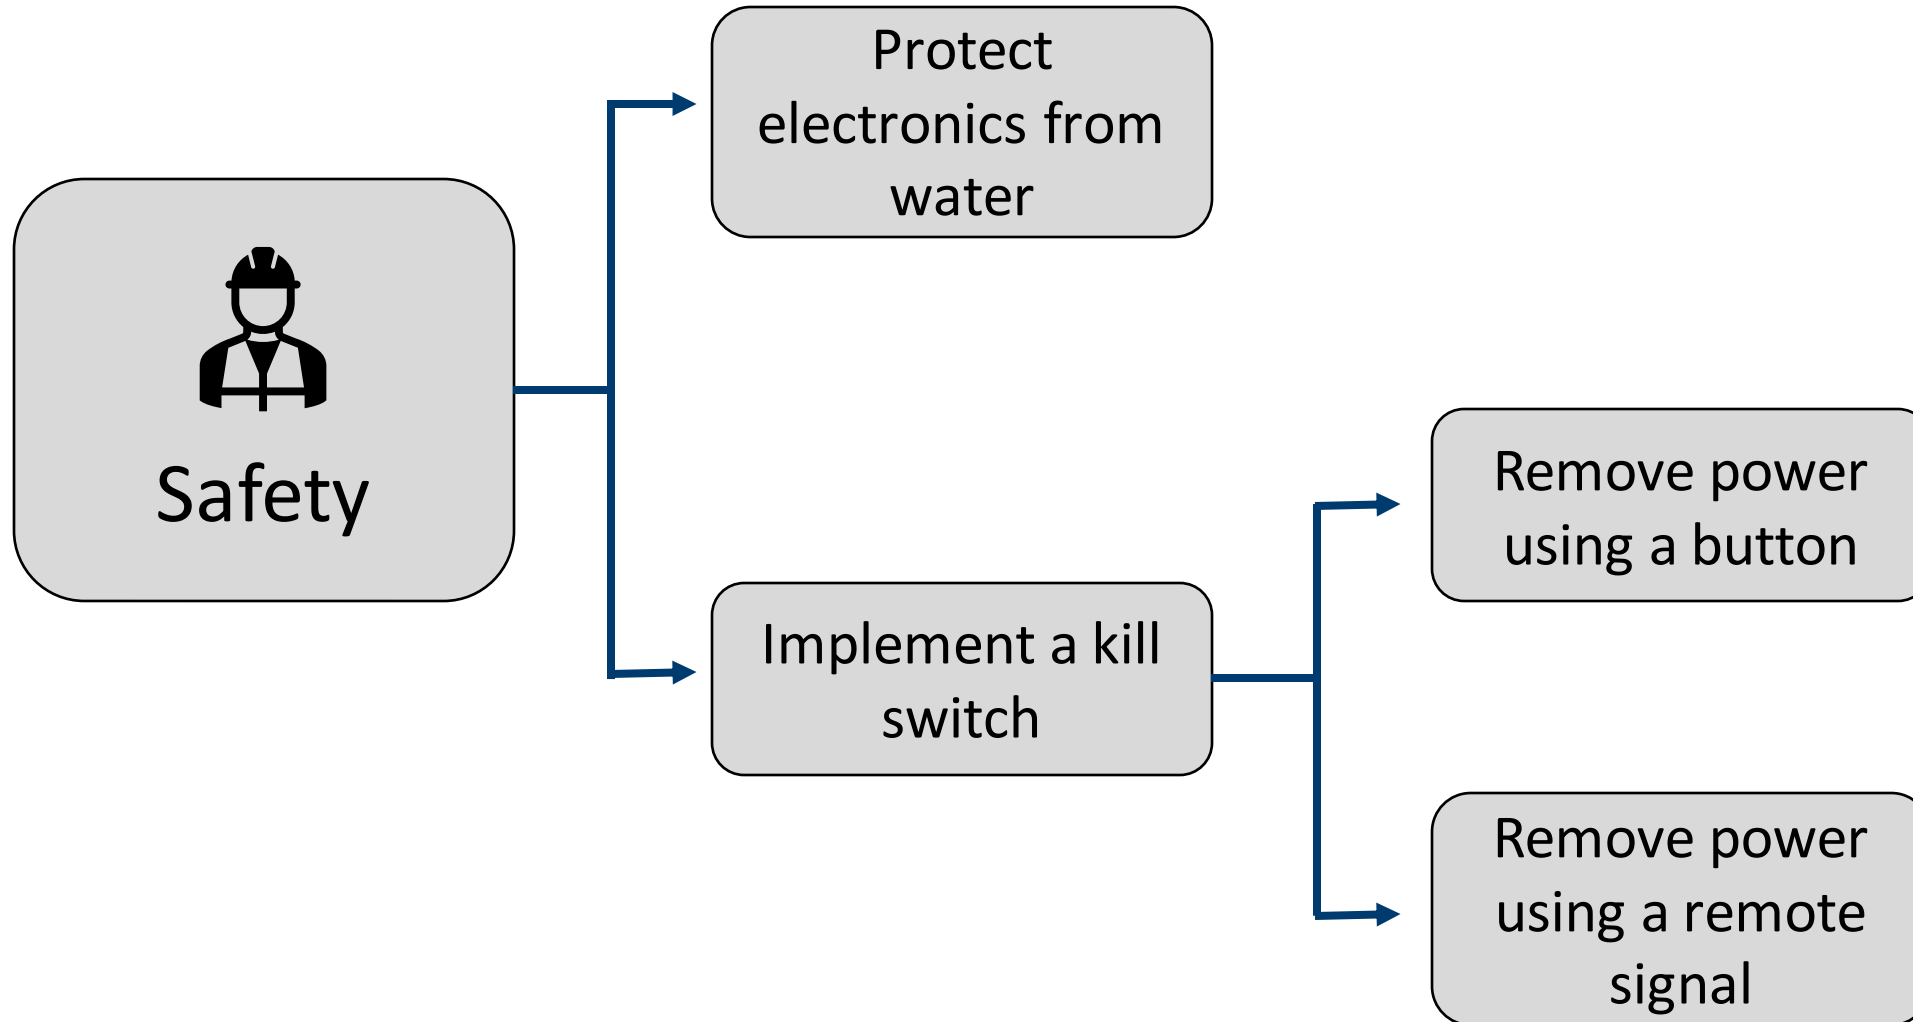 Protect
electronics from
water
Safety
Implement a kill
switch
Remove power
using a button
Remove power
using a remote
signal